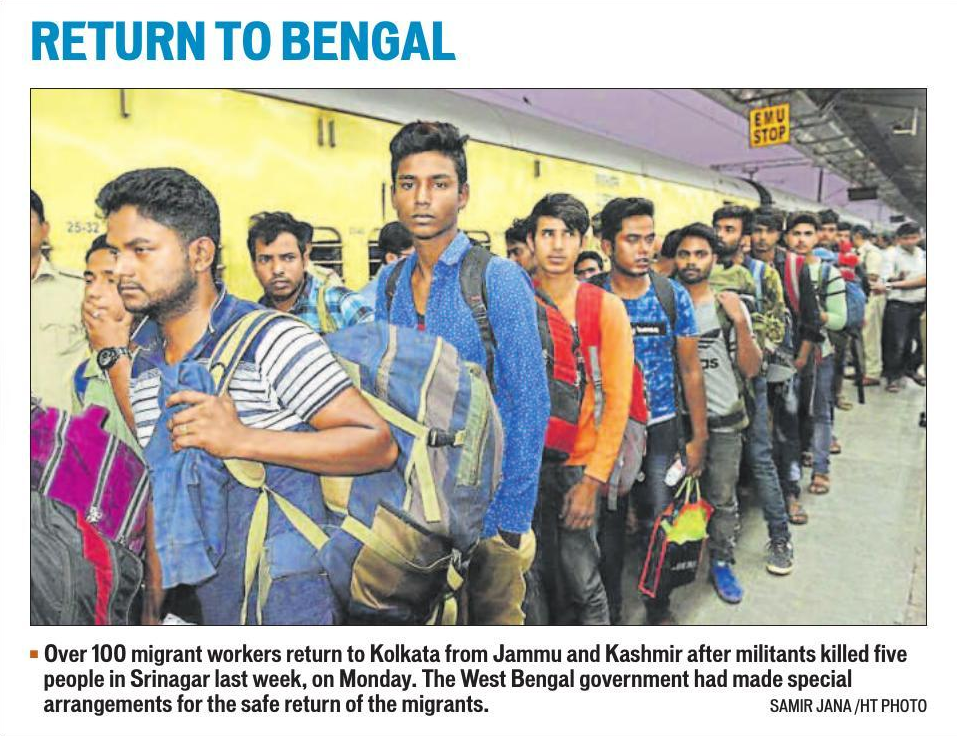 RETURN TO BENGAL
EMU
STOP
25-32
■ Over 100 migrant workers return to Kolkata from Jammu and Kashmir after militants killed five
people in Srinagar last week, on Monday. The West Bengal government had made special
arrangements for the safe return of the migrants.
SAMIR JANA /HT PHOTO